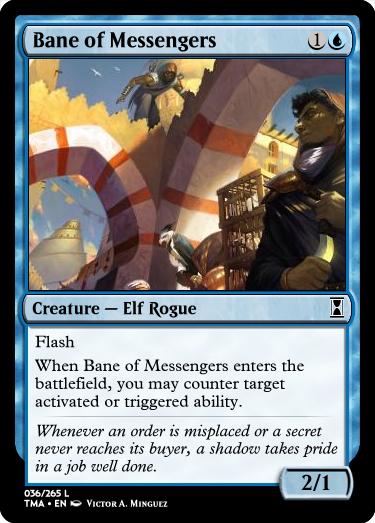 Bane of Messengers 1
Creature — Elf Rogue
Flash
When Bane of Messengers enters the
battlefield, you may counter target
activated or triggered ability.
Whenever an order is misplaced or a secret
never reaches its buyer, a shadow takes pride
in a job well done.
2/1
036/265 L
TMA • EN Victor A. Minguez